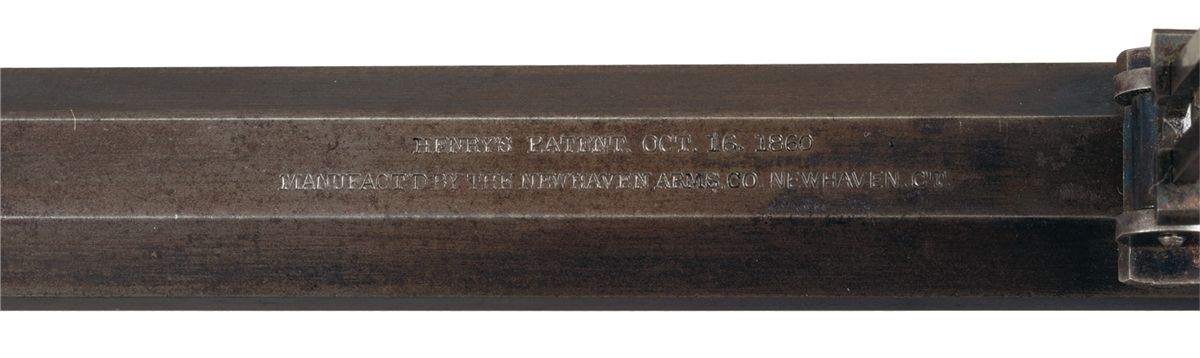 HENRY'S PATENT. OCT. 16. 1860
MANUFACT'D BY THE NEWHAVEN ARMS. CO. NEWHAVEN. CT.